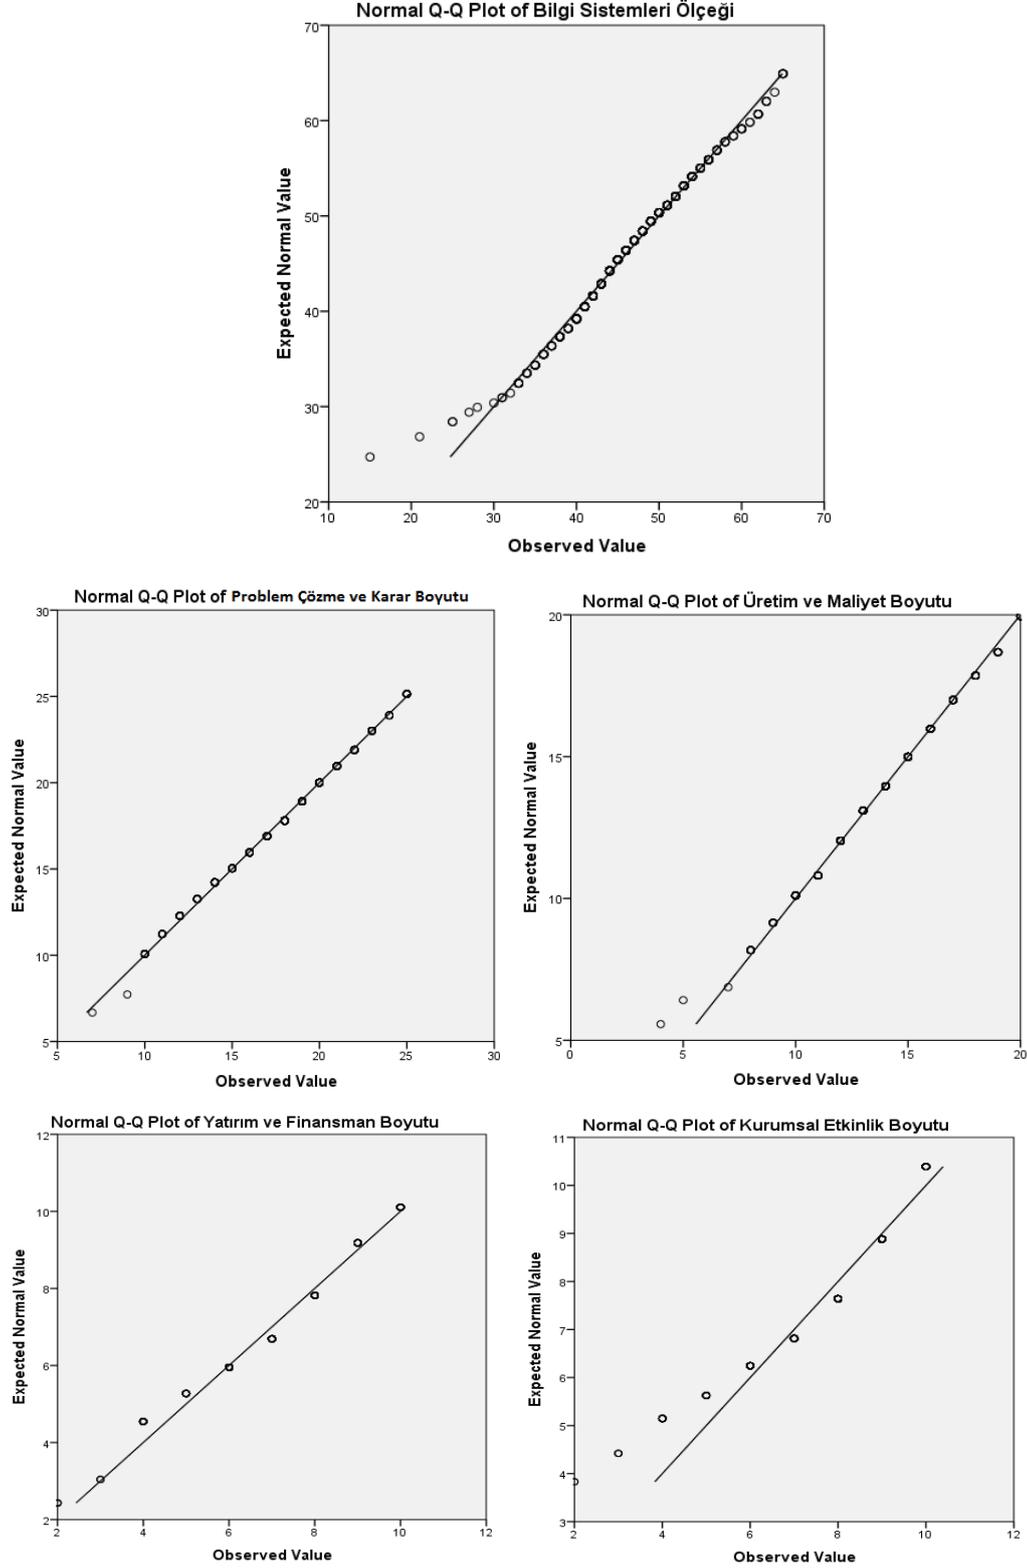 Normal Q-Q Plot of Bilgi Sistemleri Ölçeği
70
60
50
40
30
20
Expected Normal Value
10 20 30 40 50 60 70
Observed Value
Normal Q-Q Plot of Problem Çözme ve Karar Boyutu
30
25
20
15
10
5
Expected Normal Value
5 10 15 20 25 30
Observed Value
Normal Q-Q Plot of Üretim ve Maliyet Boyutu
20
15
10
5
Expected Normal Value
0 5 10 15 20
Observed Value
Normal Q-Q Plot of Yatırım ve Finansman Boyutu
12
10
8
6
4
2
Expected Normal Value
2 4 6 8 10 12
Observed Value
Normal Q-Q Plot of Kurumsal Etkinlik Boyutu
11
10
9
8
7
6
5
4
3
Expected Normal Value
2 4 6 8 10 12
Observed Value